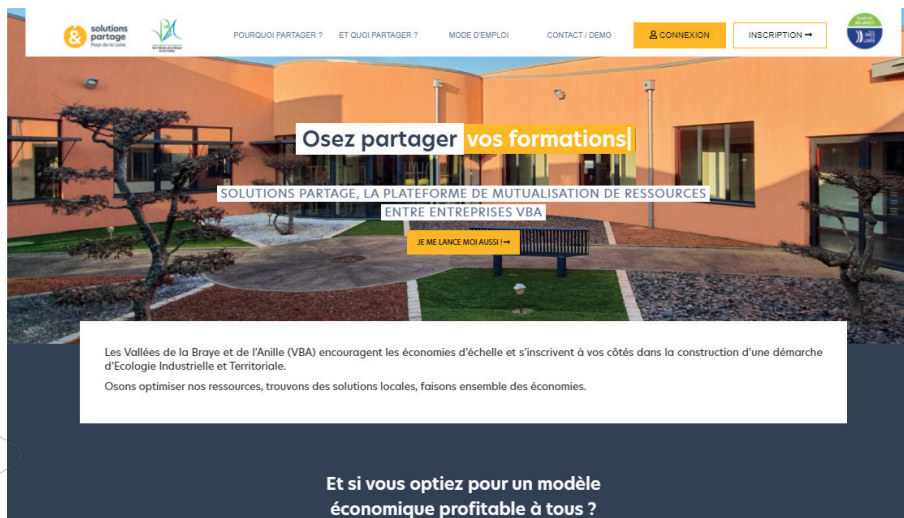 solutions
partage
Pays de la Loire
POURQUOI PARTAGER ?
ET QUOI PARTAGER ?
MODE D'EMPLOI
CONTACT / DEMO
CONNEXION
INSCRIPTION →
Osez partager vos formations|
SOLUTIONS PARTAGE, LA PLATEFORME DE MUTUALISATION DE RESSOURCES
ENTRE ENTREPRISES VBA
JE ME LANCE MOI AUSSI ! →
Les Vallées de la Braye et de l'Anille (VBA) encouragent les économies d'échelle et s'inscrivent à vos côtés dans la construction d'une démarche
d'Ecologie Industrielle et Territoriale.
Osons optimiser nos ressources, trouvons des solutions locales, faisons ensemble des économies.
Et si vous optiez pour un modèle
économique profitable à tous ?